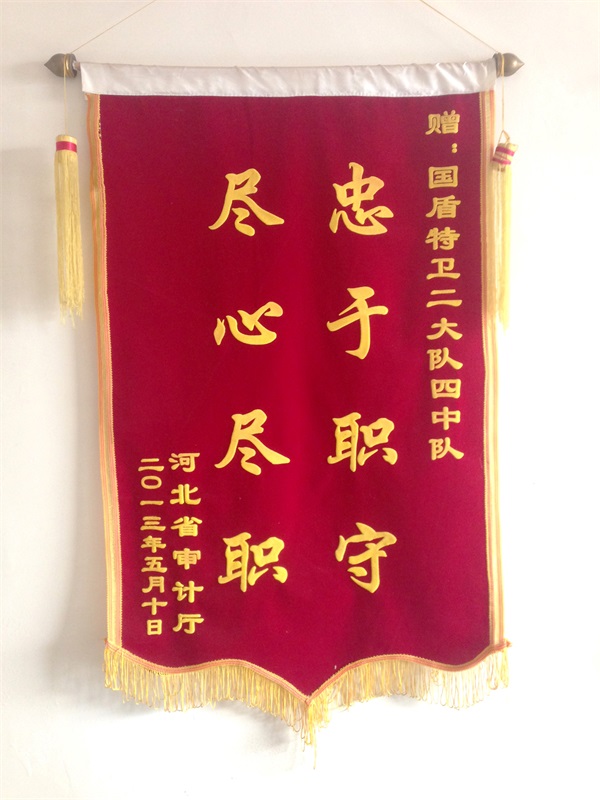 赠：国盾特卫二大队四中队
忠于职守
尽心尽职
河北省审计厅
二〇一三年五月十日